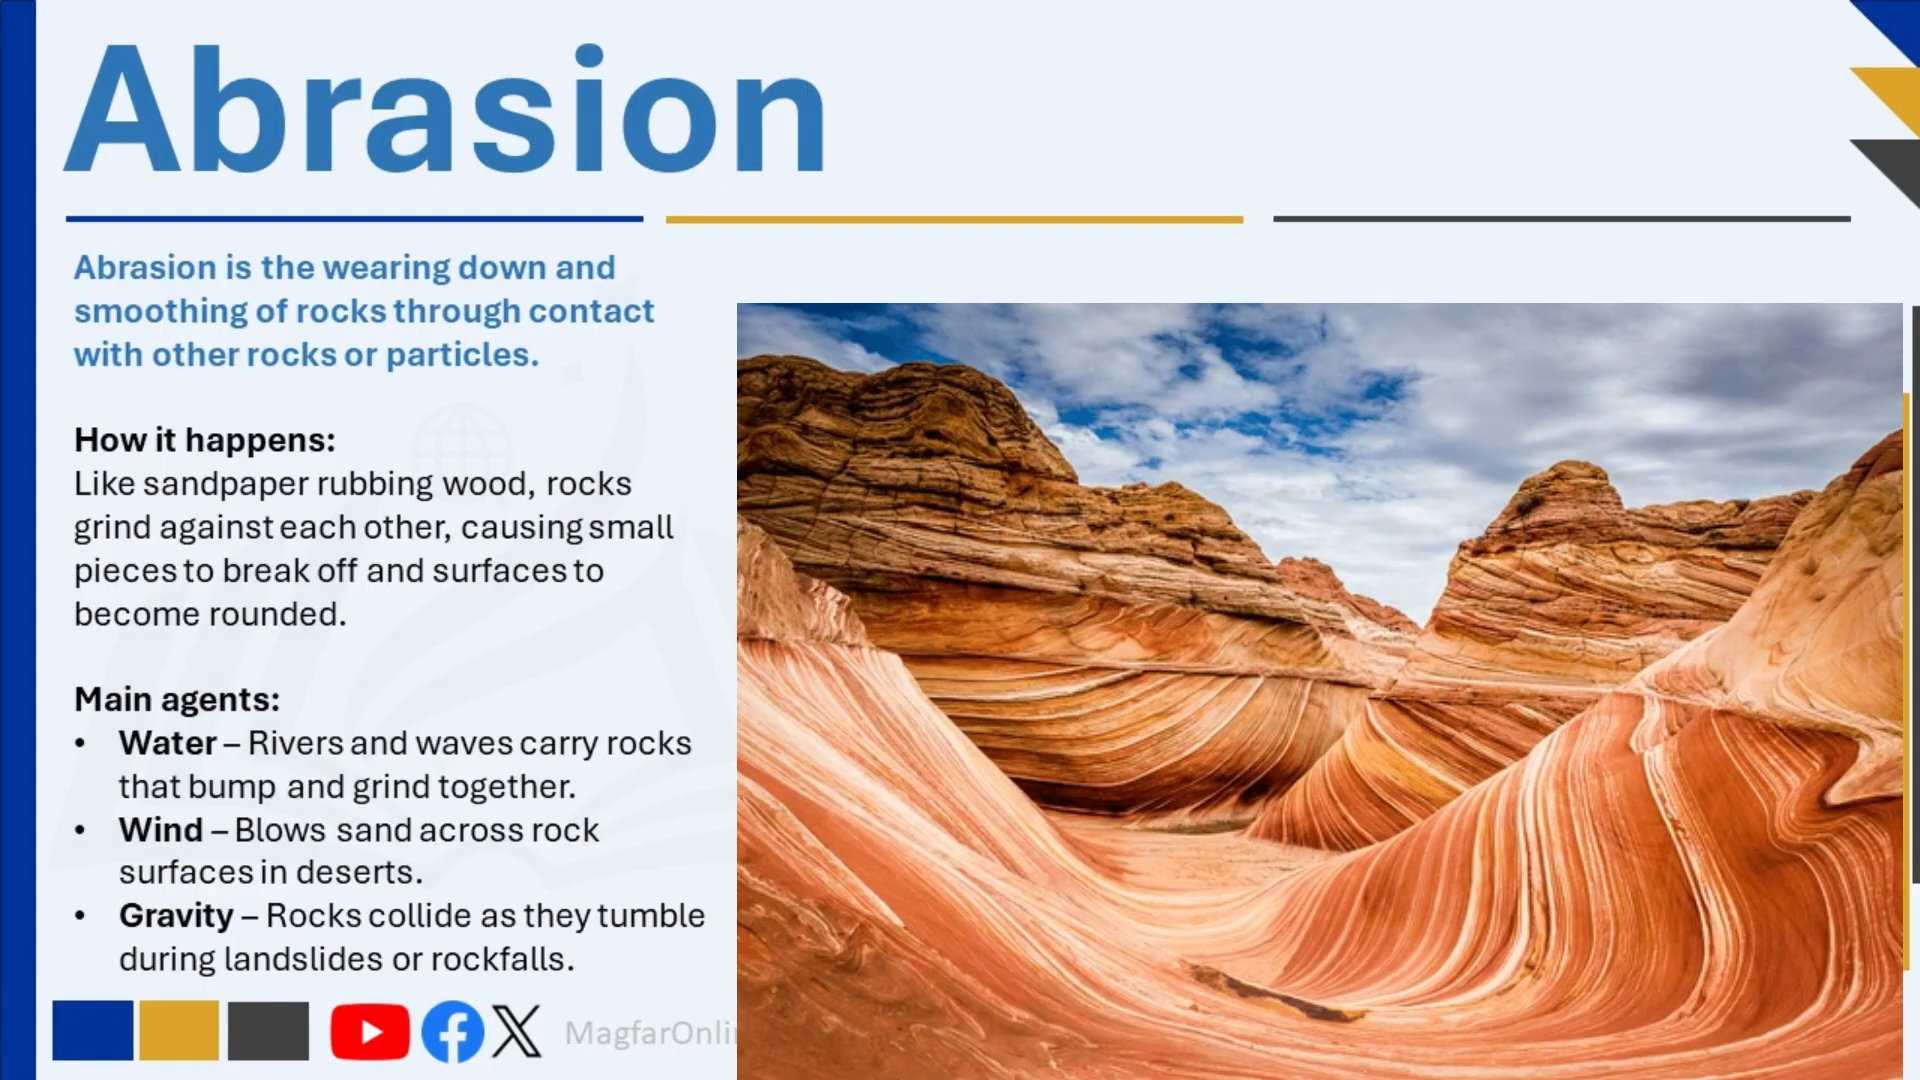 Abrasion
Abrasion is the wearing down and
smoothing of rocks through contact
with other rocks or particles.
How it happens:
Like sandpaper rubbing wood, rocks
grind against each other, causing small
pieces to break off and surfaces to
become rounded.
Main agents:
• Water – Rivers and waves carry rocks
that bump and grind together.
• Wind – Blows sand across rock
surfaces in deserts.
• Gravity – Rocks collide as they tumble
during landslides or rockfalls.
MagfarOnli